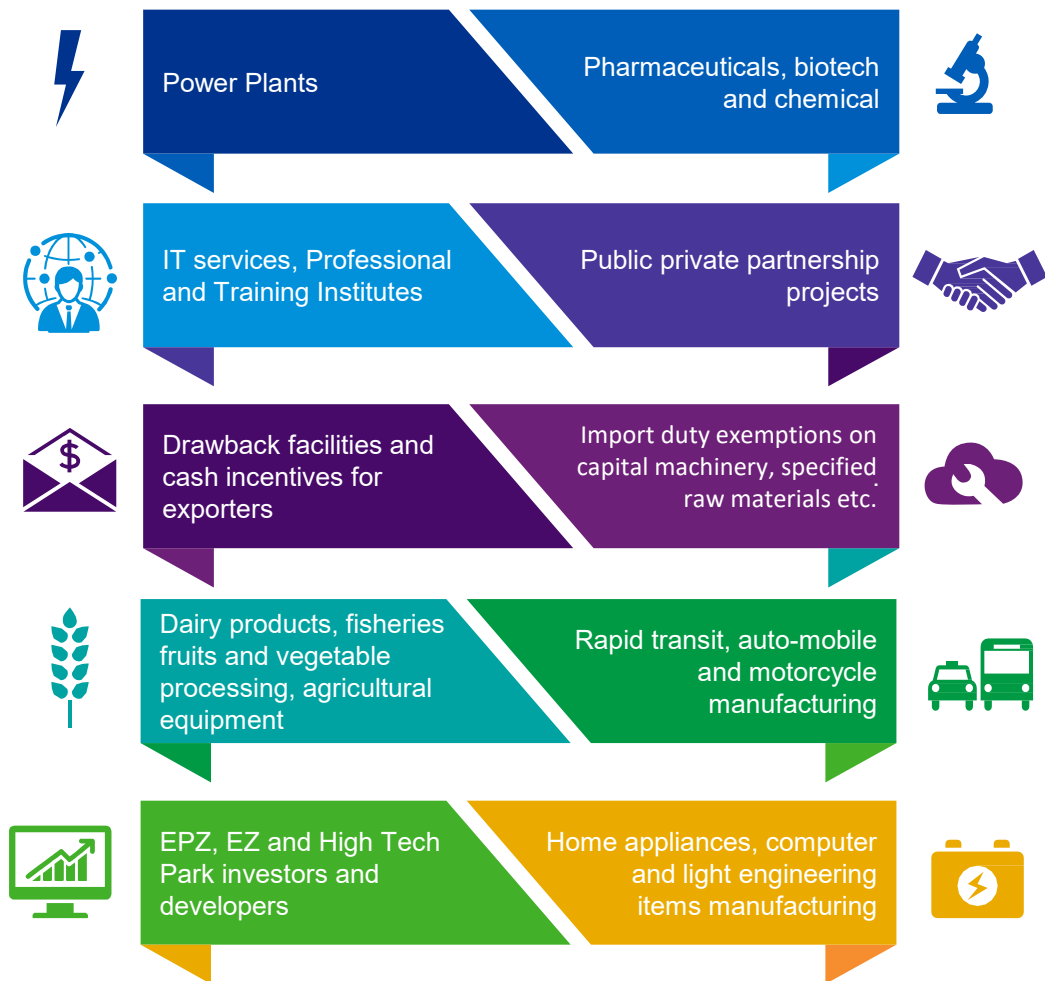 Power Plants
Pharmaceuticals, biotech
and chemical
IT services, Professional
and Training Institutes
Public private partnership
projects
$
Drawback facilities and
cash incentives for
exporters
Import duty exemptions on
capital machinery, specified
raw materials etc.
Dairy products, fisheries
fruits and vegetable
processing, agricultural
equipment
Rapid transit, auto-mobile
and motorcycle
manufacturing
EPZ, EZ and High Tech
Park investors and
developers
Home appliances, computer
and light engineering
items manufacturing